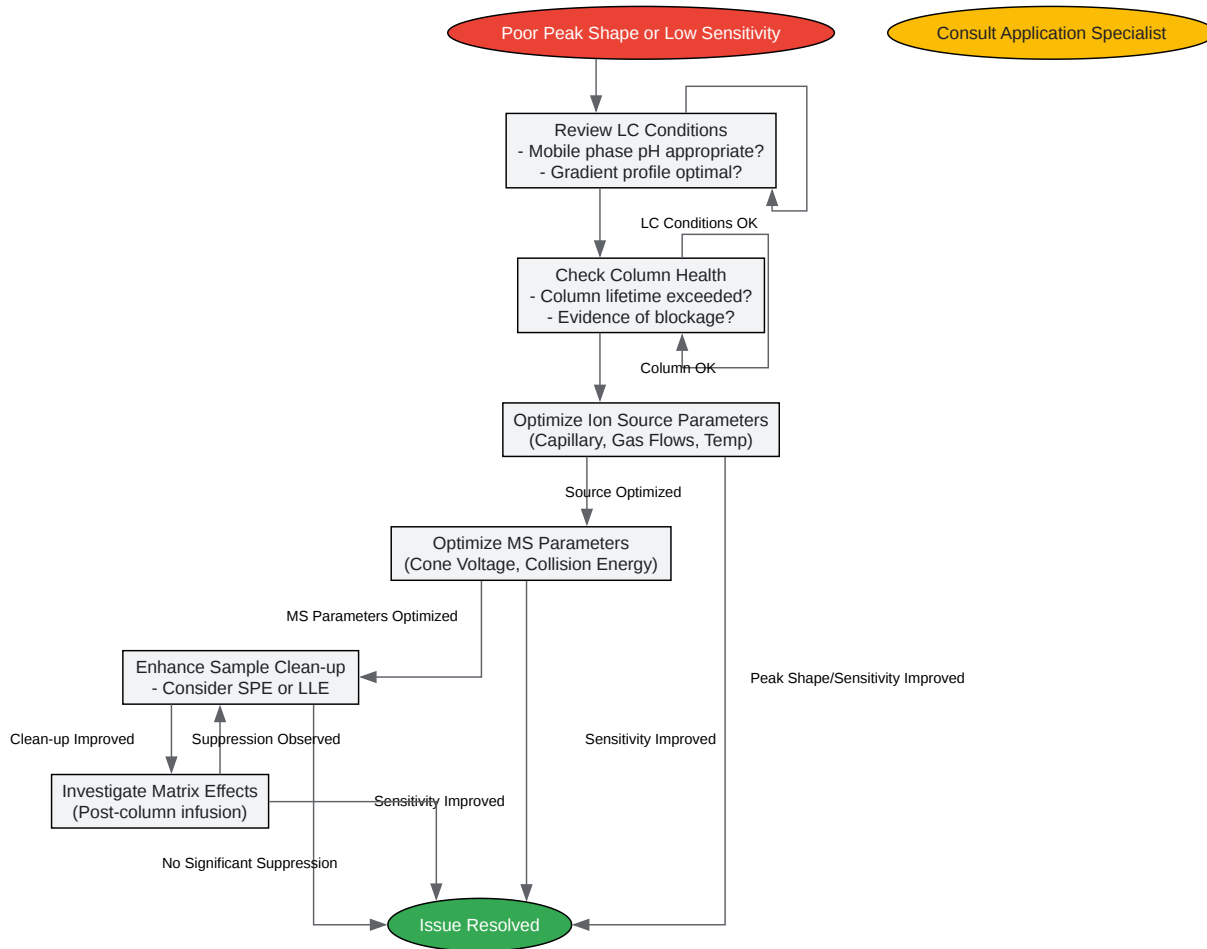 Poor Peak Shape or Low Sensitivity
Consult Application Specialist
Review LC Conditions
- Mobile phase pH appropriate?
- Gradient profile optimal?
LC Conditions OK
Check Column Health
- Column lifetime exceeded?
- Evidence of blockage?
Column OK
Optimize Ion Source Parameters
(Capillary, Gas Flows, Temp)
Source Optimized
Optimize MS Parameters
(Cone Voltage, Collision Energy)
MS Parameters Optimized
Enhance Sample Clean-up
- Consider SPE or LLE
Peak Shape/Sensitivity Improved
Clean-up Improved
Suppression Observed
Sensitivity Improved
Investigate Matrix Effects
(Post-column infusion)
Sensitivity Improved
No Significant Suppression
Issue Resolved